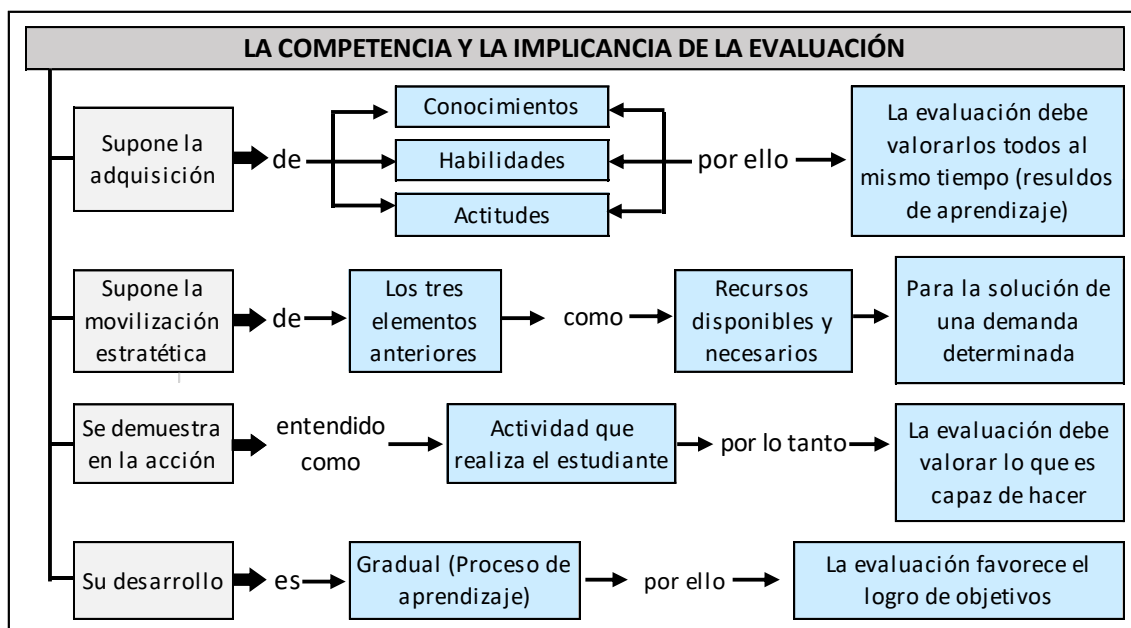 LA COMPETENCIA Y LA IMPLICANCIA DE LA EVALUACIÓN
Supone la
adquisición
de
Conocimientos
Habilidades
Actitudes
por ello
La evaluación debe
valorarlos todos al
mismo tiempo (resuldos
de aprendizaje)
Supone la
movilización
estratética
de
Los tres
elementos
anteriores
como
Recursos
disponibles y
necesarios
Para la solución de
una demanda
determinada
Se demuestra
en la acción
entendido
como
Actividad que
realiza el estudiante
por lo tanto
La evaluación debe
valorar lo que es
capaz de hacer
Su desarrollo
es
Gradual (Proceso de
aprendizaje)
por ello
La evaluación favorece el
logro de objetivos